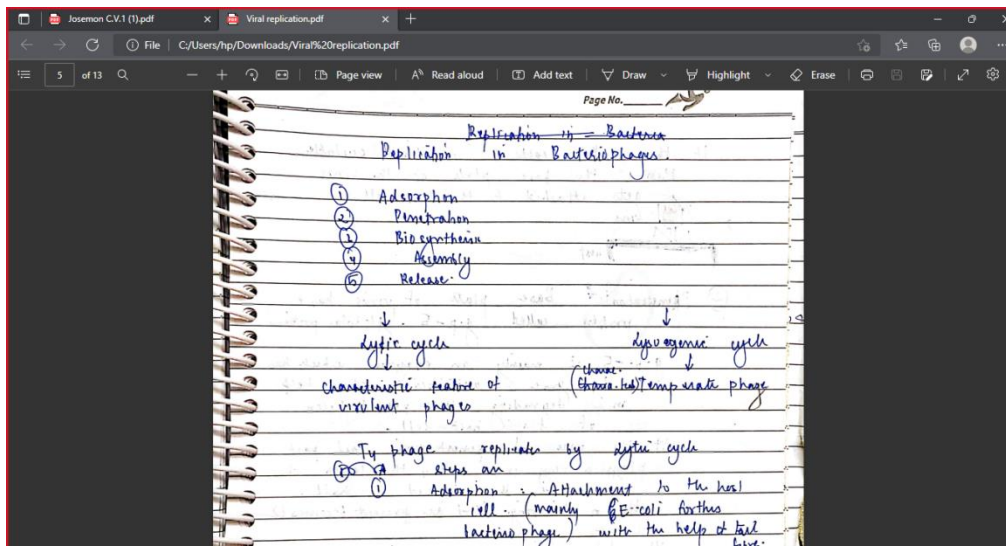 Josemon C.V.1 (1).pdf
Viral replication.pdf
File C:/Users/hp/Downloads/Viral%20replication.pdf
5 of 13 Page view Read aloud Add text Draw Highlight Erase
Page No.
Replication in = Bacteria
Replication in Bacteriophages.
① Adsorption
② Penetration
③ Biosynthesis
④ Assembly
⑤ Release.
↓ ↓
Lytic cycle Lysogenic cycle
↓ ↓
characteristic feature of (Charac. temperate phage
virulent phages
T4 phage replicates by lytic cycle
steps are
① Adsorption : Attachment to the host
cell. (mainly E-coli for this
bacteriophage) with the help of tail